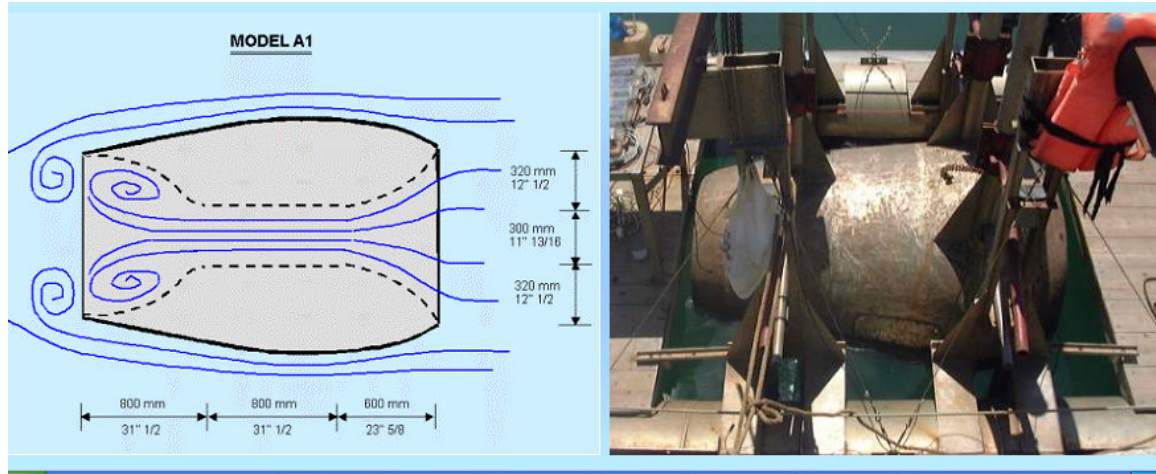 MODEL A1
320 mm
12" 1/2
300 mm
11" 13/16
320 mm
12" 1/2
800 mm
800 mm
600 mm
31" 1/2
31" 1/2
23" 5/8